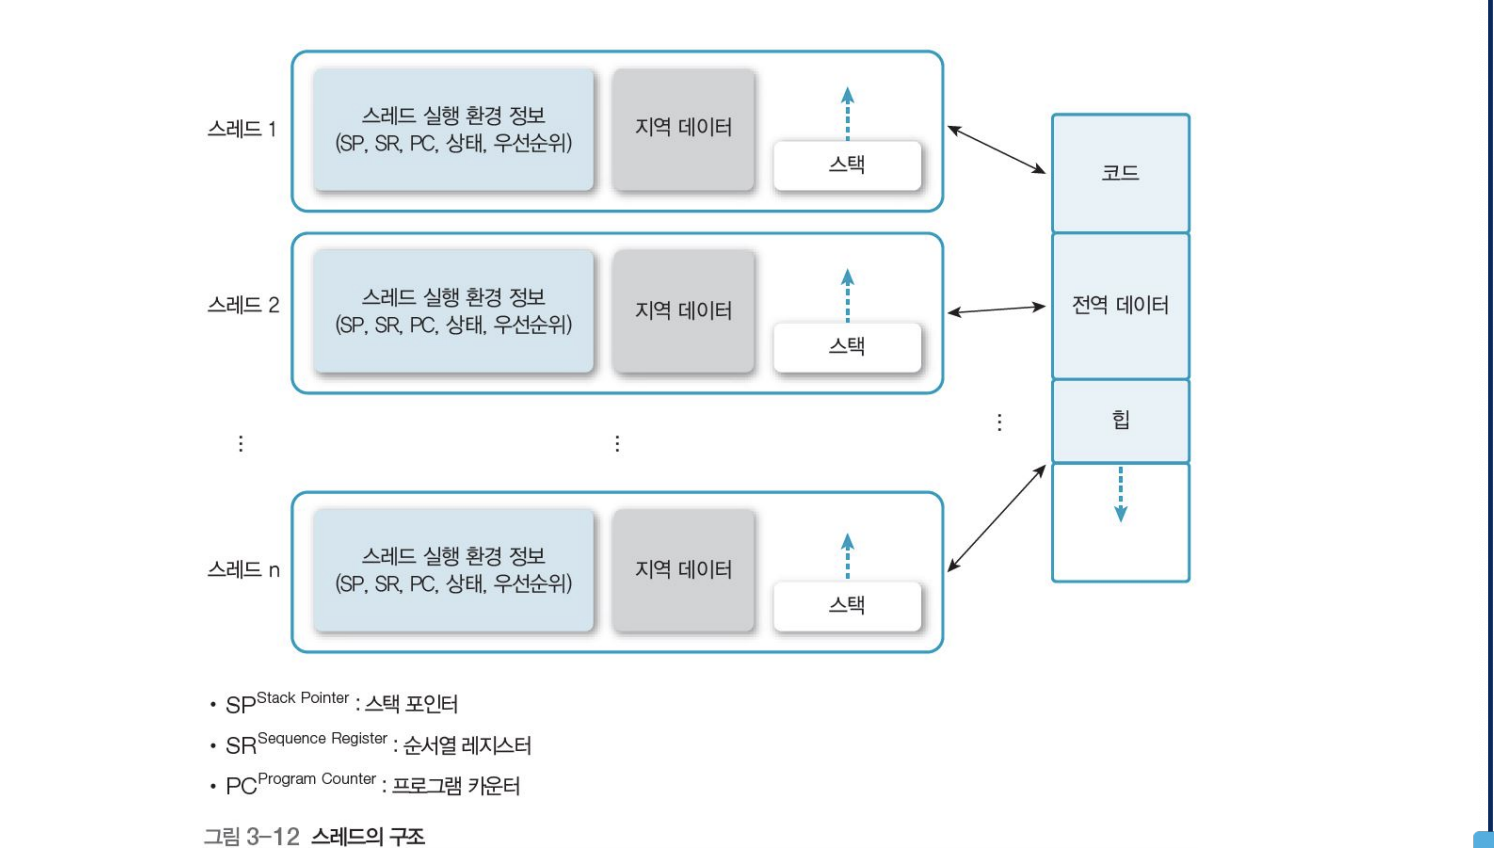 스레드 1
스레드 실행 환경 정보
(SP, SR, PC, 상태, 우선순위)
지역 데이터
스택
스레드 2
스레드 실행 환경 정보
(SP, SR, PC, 상태, 우선순위)
지역 데이터
스택
⋮
⋮
⋮
스레드 n
스레드 실행 환경 정보
(SP, SR, PC, 상태, 우선순위)
지역 데이터
스택
코드
전역 데이터
힙
• SP Stack Pointer : 스택 포인터
• SR Sequence Register : 순서열 레지스터
• PC Program Counter : 프로그램 카운터
그림 3-12 스레드의 구조